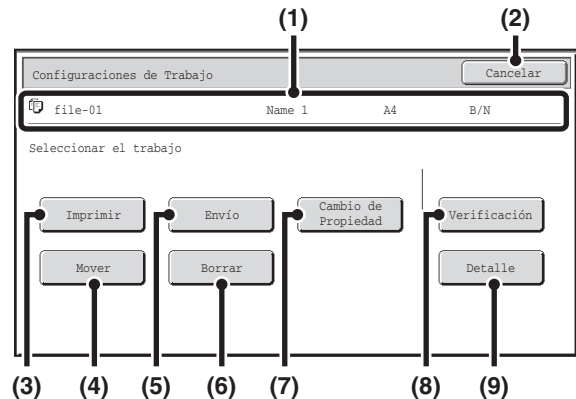 (1) (2)
Configuraciones de Trabajo Cancelar
file-01 Name 1 A4 B/N
Seleccionar el trabajo
Imprimir Envío Cambio de Propiedad Verificación
Mover Borrar Detalle
(3) (4) (5) (6) (7) (8) (9)